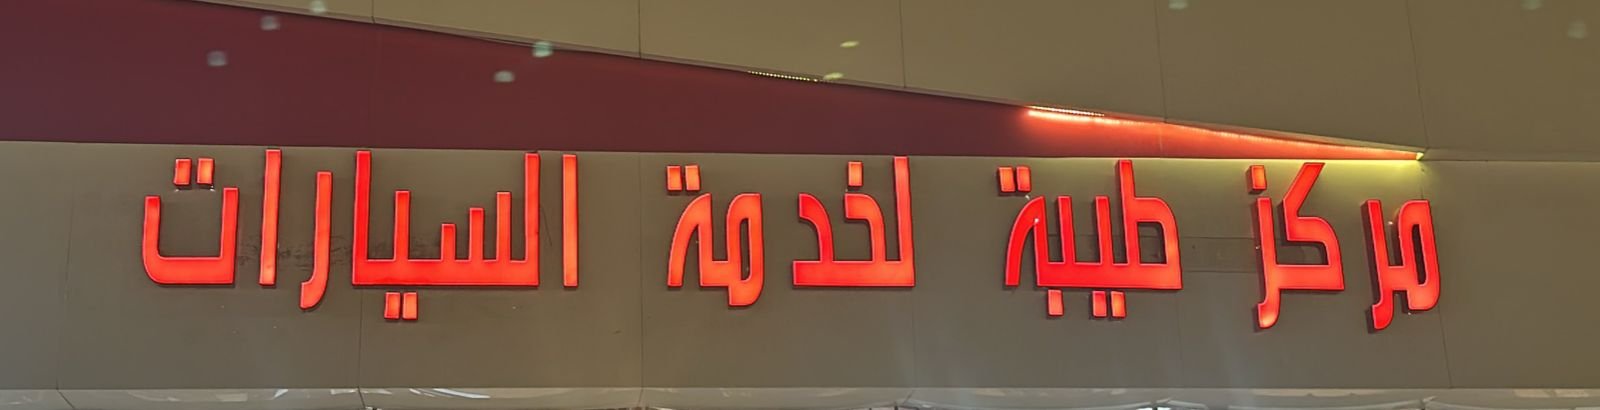 مركز طيبة لخدمة السيارات